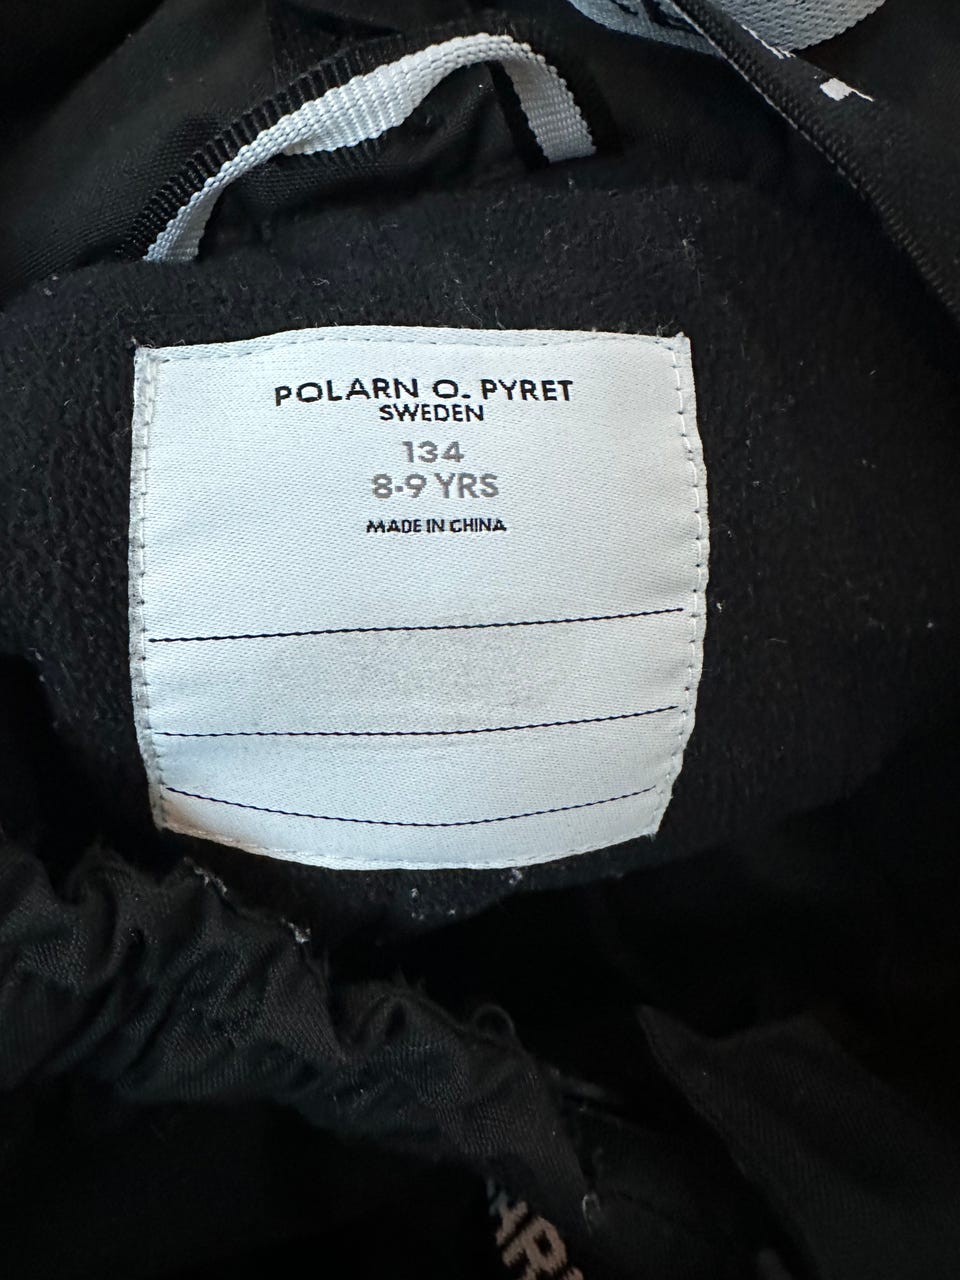 POLARN O. PYRET
SWEDEN
134
8-9 YRS
MADE IN CHINA